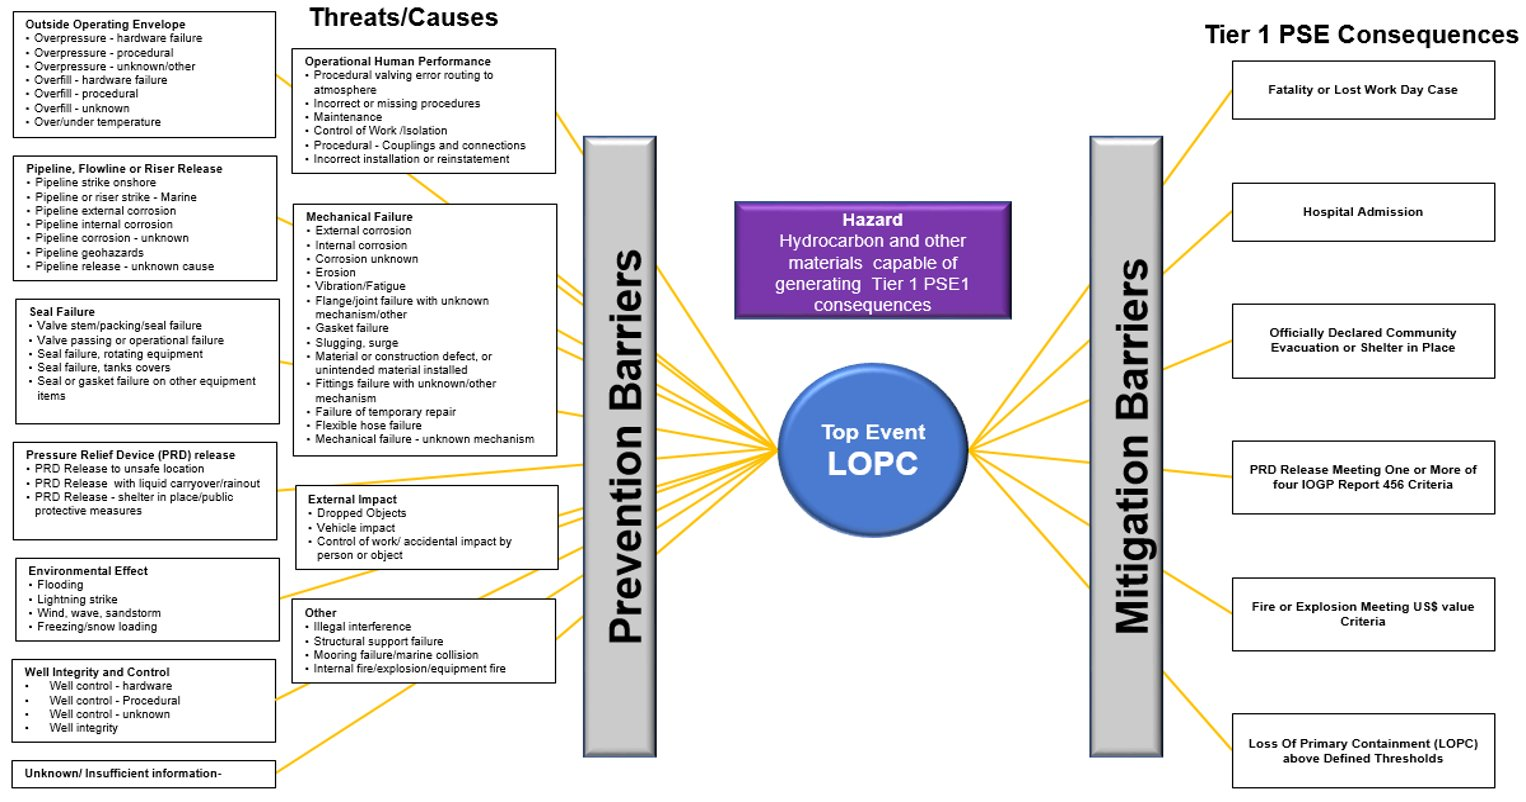 Threats/Causes
Outside Operating Envelope
• Overpressure - hardware failure
• Overpressure - procedural
• Overpressure - unknown/other
• Overfill - hardware failure
• Overfill - procedural
• Overfill - unknown
• Over/under temperature
Pipeline, Flowline or Riser Release
• Pipeline strike onshore
• Pipeline or riser strike - Marine
• Pipeline external corrosion
• Pipeline internal corrosion
• Pipeline corrosion - unknown
• Pipeline geohazards
• Pipeline release - unknown cause
Seal Failure
• Valve stem/packing/seal failure
• Valve passing or operational failure
• Seal failure, rotating equipment
• Seal failure, tanks covers
• Seal or gasket failure on other equipment
items
Pressure Relief Device (PRD) release
• PRD Release to unsafe location
• PRD Release with liquid carryover/rainout
• PRD Release - shelter in place/public
protective measures
Environmental Effect
• Flooding
• Lightning strike
• Wind, wave, sandstorm
• Freezing/snow loading
Well Integrity and Control
• Well control - hardware
• Well control - Procedural
• Well control - unknown
• Well integrity
Unknown/ Insufficient information-
Operational Human Performance
• Procedural valving error routing to
atmosphere
• Incorrect or missing procedures
• Maintenance
• Control of Work /Isolation
• Procedural - Couplings and connections
• Incorrect installation or reinstatement
Mechanical Failure
• External corrosion
• Internal corrosion
• Corrosion unknown
• Erosion
• Vibration/Fatigue
• Flange/joint failure with unknown
mechanism/other
• Gasket failure
• Slugging, surge
• Material or construction defect, or
unintended material installed
• Fittings failure with unknown/other
mechanism
• Failure of temporary repair
• Flexible hose failure
• Mechanical failure - unknown mechanism
External Impact
• Dropped Objects
• Vehicle impact
• Control of work/ accidental impact by
person or object
Other
• Illegal interference
• Structural support failure
• Mooring failure/marine collision
• Internal fire/explosion/equipment fire
Prevention Barriers
Hazard
Hydrocarbon and other
materials capable of
generating Tier 1 PSE1
consequences
Top Event
LOPC
Mitigation Barriers
Tier 1 PSE Consequences
Fatality or Lost Work Day Case
Hospital Admission
Officially Declared Community
Evacuation or Shelter in Place
PRD Release Meeting One or More of
four IOGP Report 456 Criteria
Fire or Explosion Meeting US$ value
Criteria
Loss Of Primary Containment (LOPC)
above Defined Thresholds